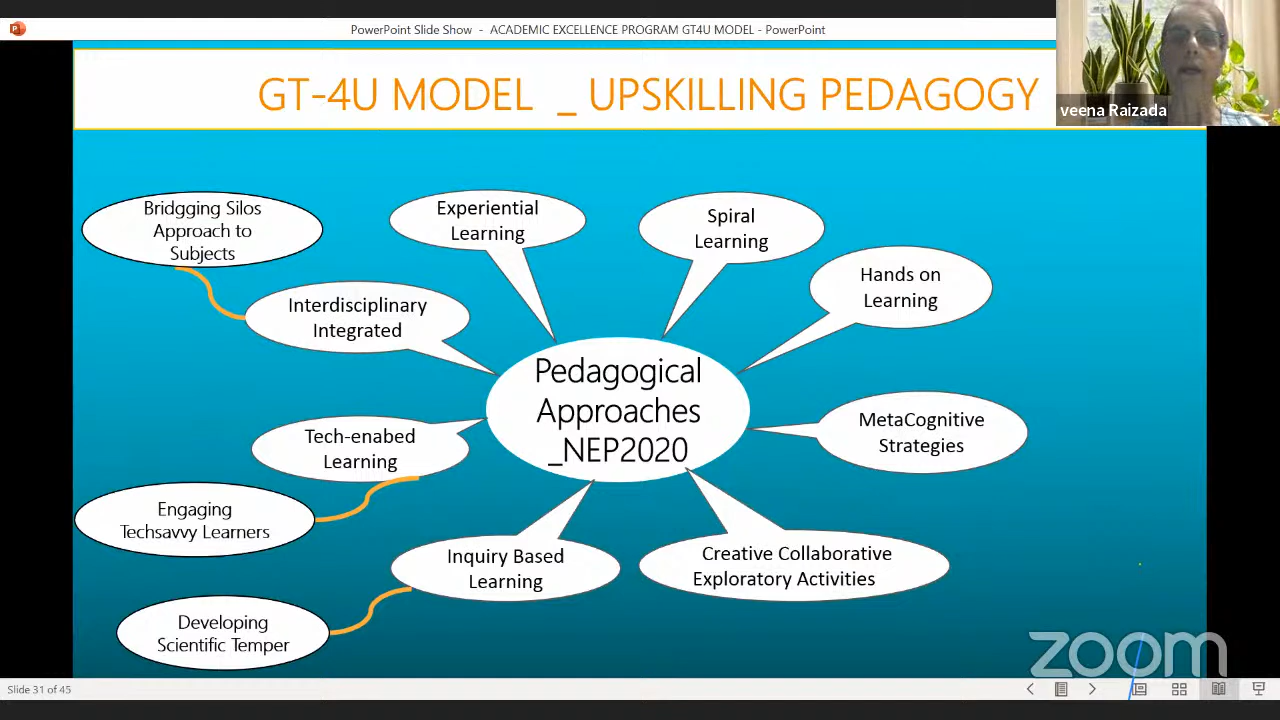 PowerPoint Slide Show - ACADEMIC EXCELLENCE PROGRAM GT4U MODEL - PowerPoint
GT-4U MODEL _ UPSKILLING PEDAGOGY
veena Raizada
Bridgging Silos
Approach to
Subjects
Experiential
Learning
Spiral
Learning
Hands on
Learning
Interdisciplinary
Integrated
Pedagogical
Approaches
_NEP2020
MetaCognitive
Strategies
Tech-enabed
Learning
Engaging
Techsavvy Learners
Inquiry Based
Learning
Creative Collaborative
Exploratory Activities
Developing
Scientific Temper
zoom
Slide 31 of 45